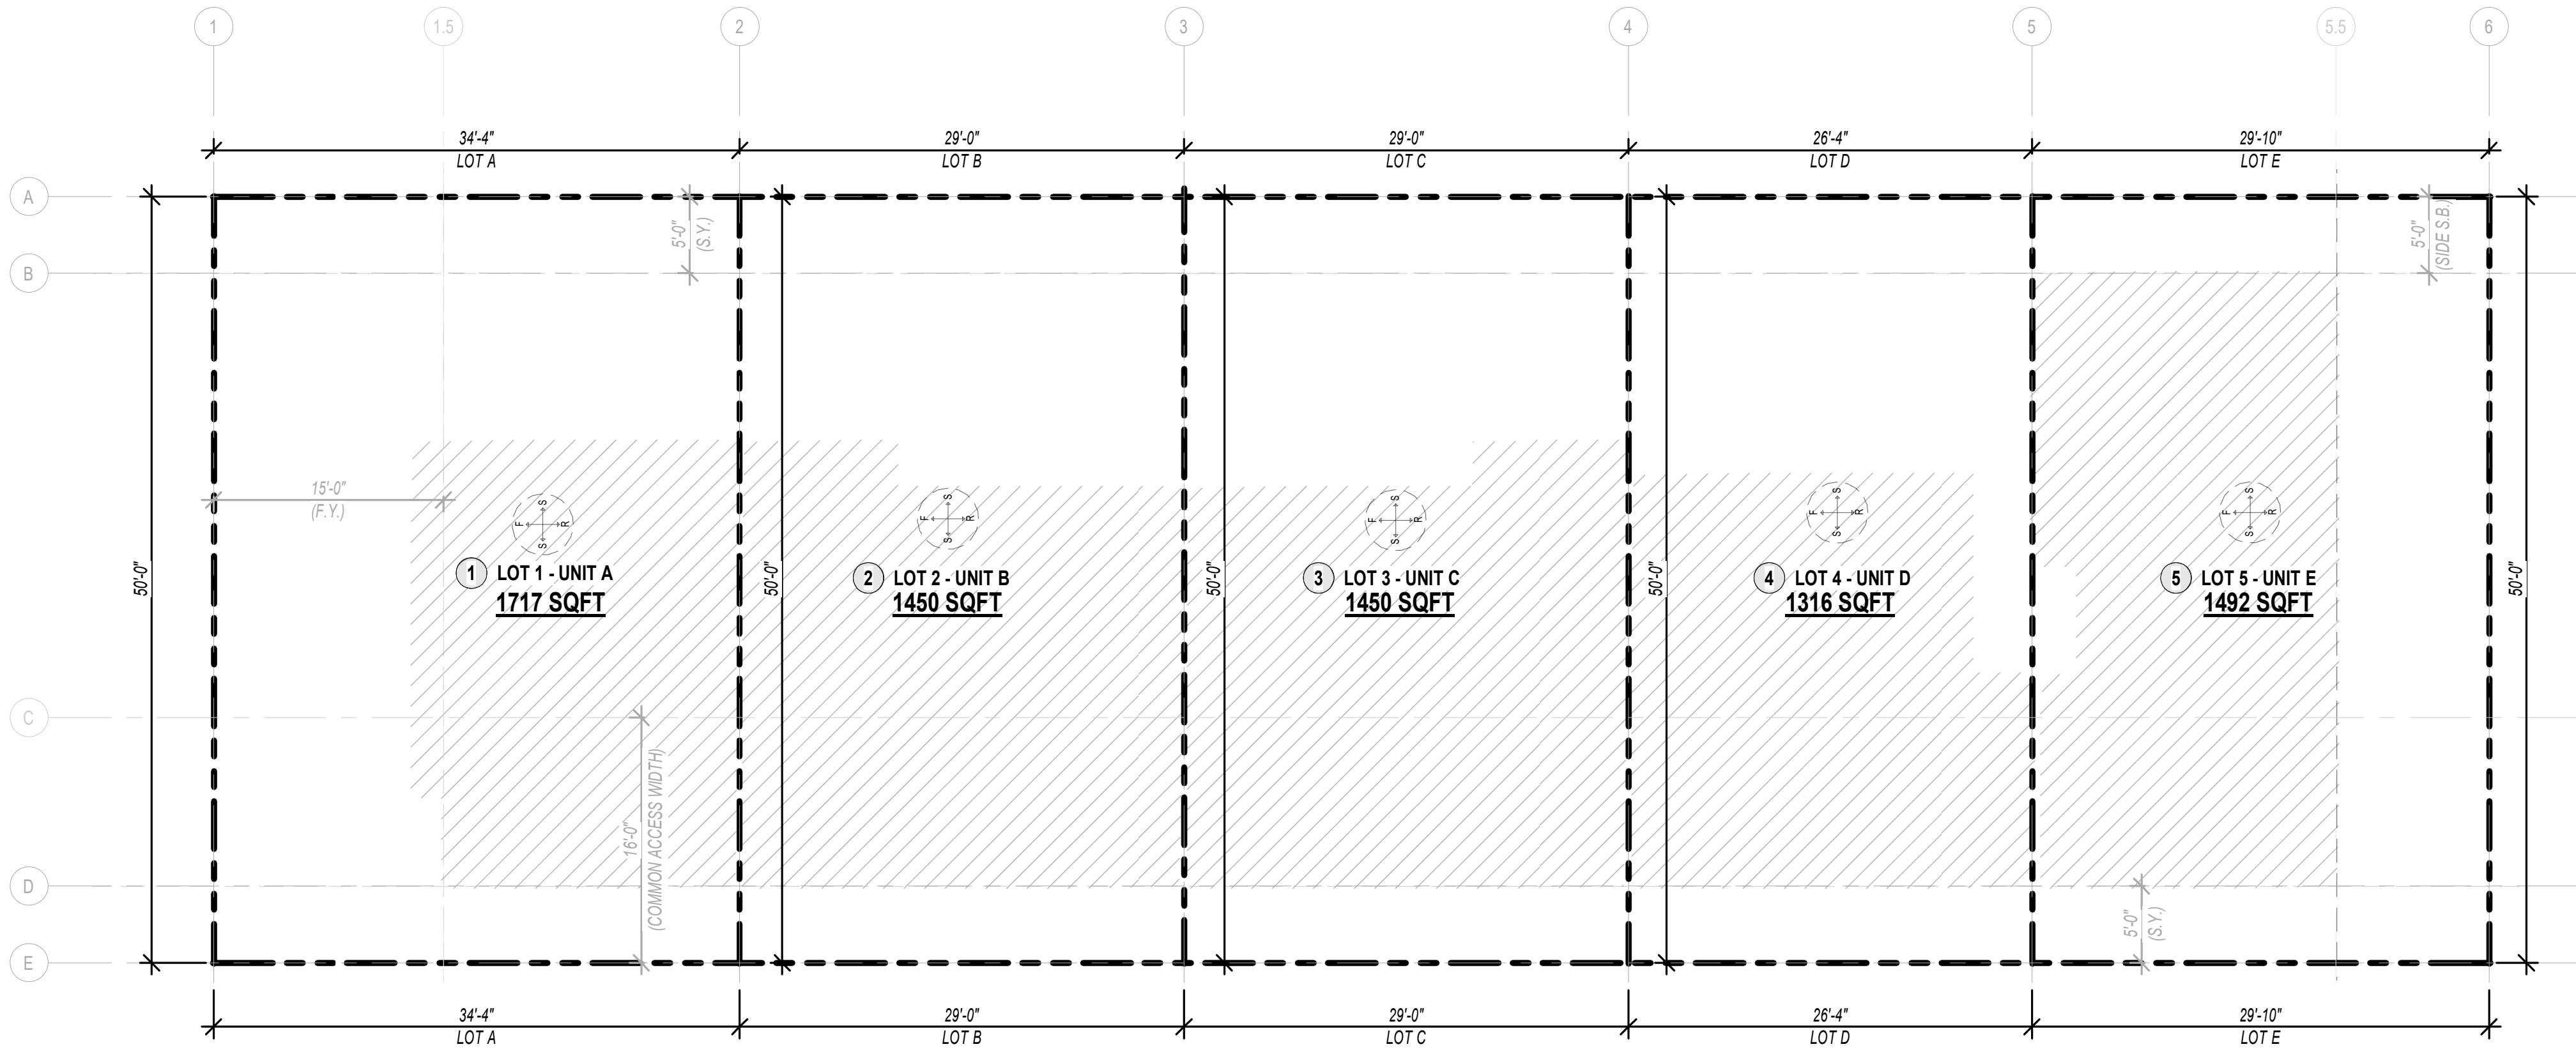 1 1.5 2 3 4 5 5.5 6
34'-4" 29'-0" 29'-0" 26'-4" 29'-10"
LOT A LOT B LOT C LOT D LOT E
A
5'-0"
(S.Y.)
5'-0"
(SIDE S.B.)
B
15'-0"
(F.Y.)
S
F R
S
S
F R
S
S
F R
S
S
F R
S
S
F R
S
50'-0" 50'-0" 50'-0" 50'-0" 50'-0"
1 LOT 1 - UNIT A
1717 SQFT
2 LOT 2 - UNIT B
1450 SQFT
3 LOT 3 - UNIT C
1450 SQFT
4 LOT 4 - UNIT D
1316 SQFT
5 LOT 5 - UNIT E
1492 SQFT
C
16'-0"
(COMMON ACCESS WIDTH)
D
5'-0"
(S.Y.)
E
34'-4" 29'-0" 29'-0" 26'-4" 29'-10"
LOT A LOT B LOT C LOT D LOT E